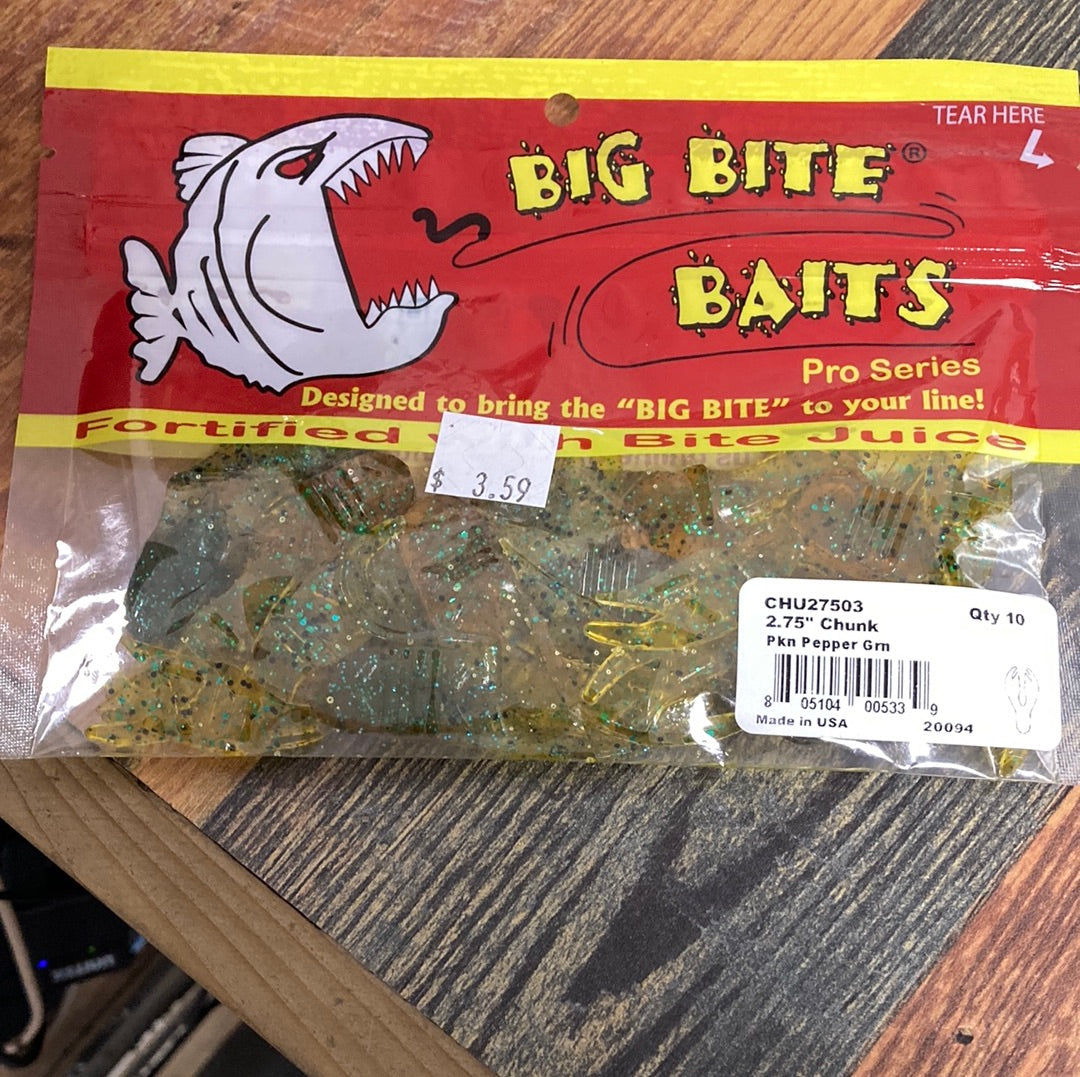 TEAR HERE
BIG BITE®
BAITS
Pro Series
Designed to bring the “BIG BITE” to your line!
Fortified Bite Juice
$ 3.59
CHU27503
Qty 10
2.75" Chunk
Pkn Pepper Grn
8 05104 00533 9
Made in USA
20094